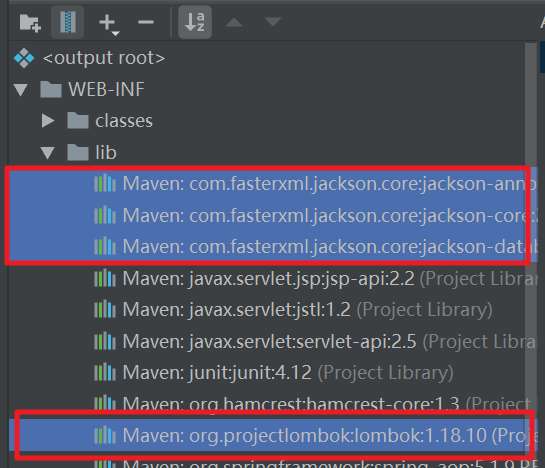 <output root>
WEB-INF
classes
lib
Maven: com.fasterxml.jackson.core:jackson-anno
Maven: com.fasterxml.jackson.core:jackson-core:
Maven: com.fasterxml.jackson.core:jackson-datab
Maven: javax.servlet.jsp:jsp-api:2.2 (Project Library)
Maven: javax.servlet:jstl:1.2 (Project Library)
Maven: javax.servlet:servlet-api:2.5 (Project Library)
Maven: junit:junit:4.12 (Project Library)
Maven: org.hamcrest:hamcrest-core:1.3 (Project Library)
Maven: org.projectlombok:lombok:1.18.10 (Proj
Maven: org.springframework:spring-aop:5.1.9.RE